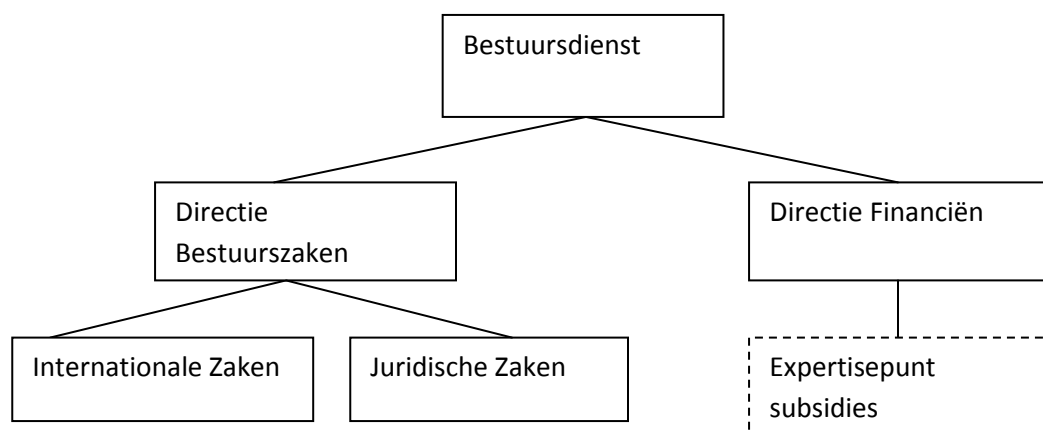 Bestuursdienst
Directie
Bestuurszaken
Directie Financiën
Internationale Zaken
Juridische Zaken
Expertisepunt
subsidies